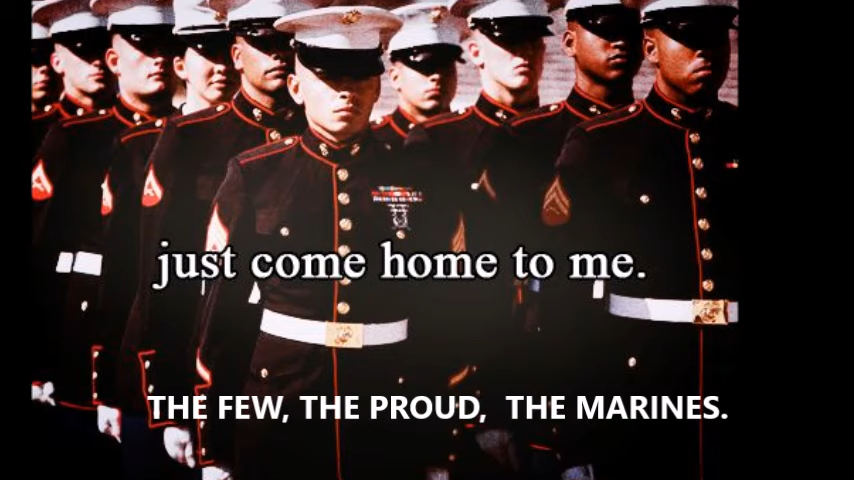 just come home to me.
THE FEW, THE PROUD, THE MARINES.